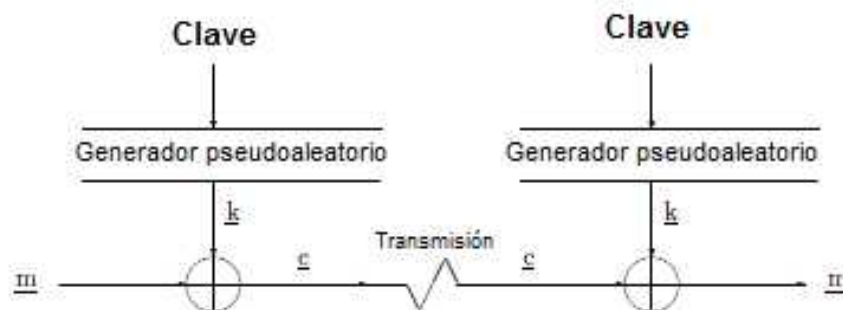 Clave
Clave
Generador pseudoaleatorio
Generador pseudoaleatorio
k
k
Transmisión
m
c
c